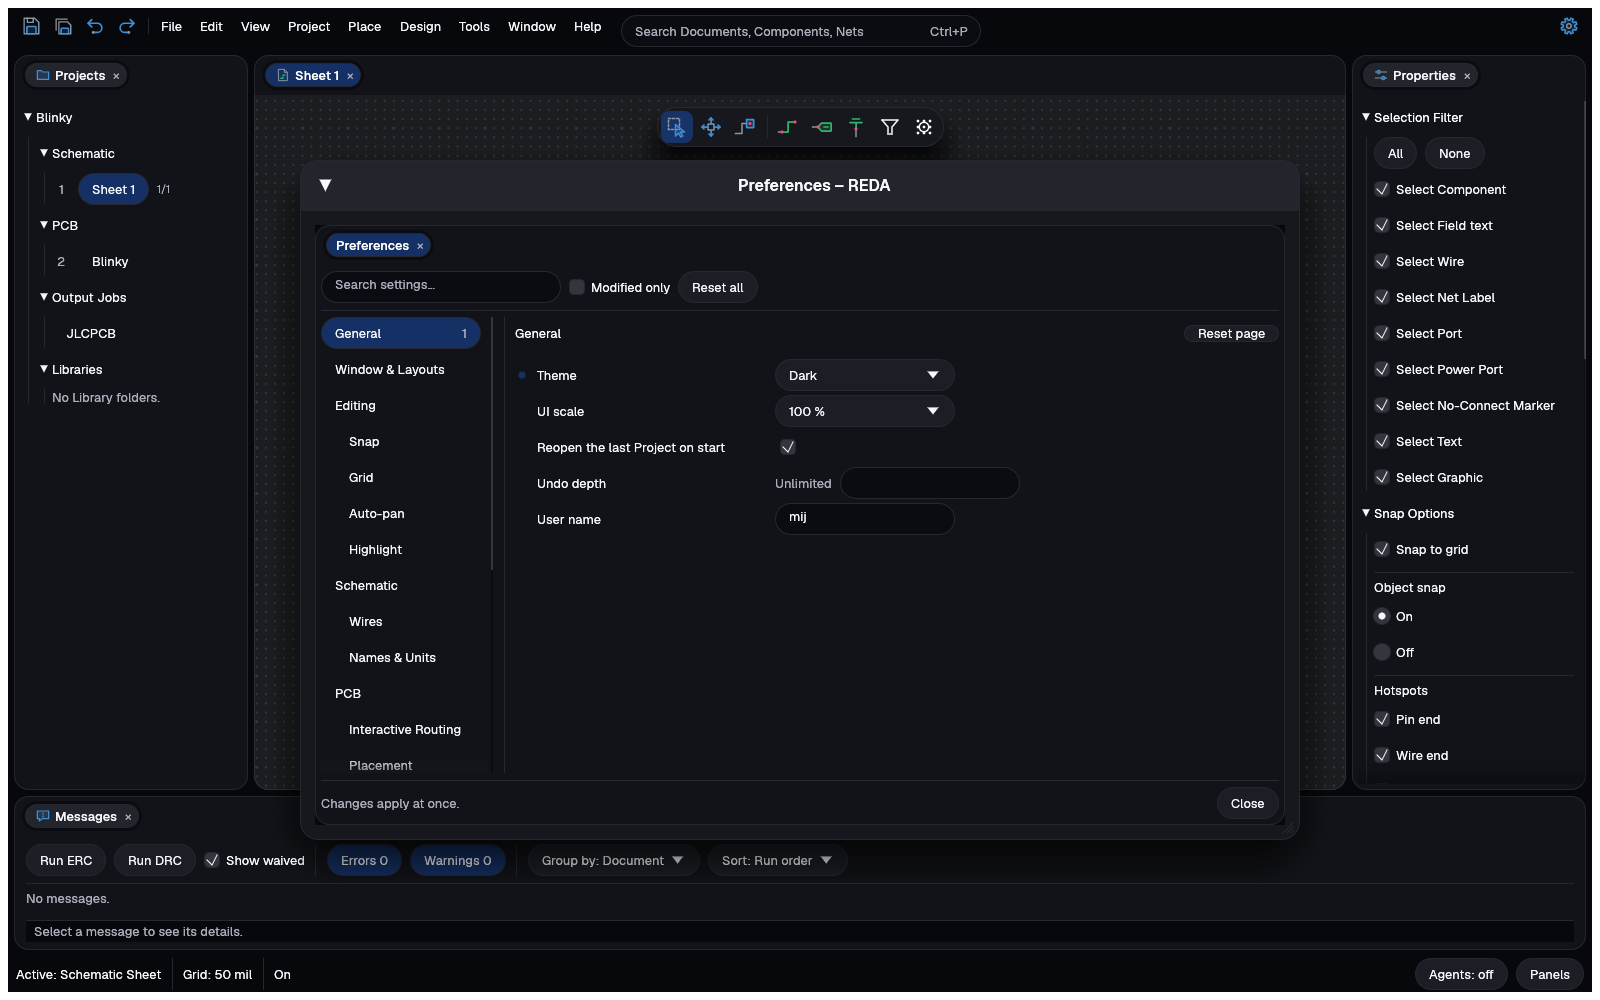 File Edit View Project Place Design Tools Window Help Search Documents, Components, Nets Ctrl+P
Projects ×
Blinky
Schematic
1 Sheet 1 1/1
PCB
2 Blinky
Output Jobs
JLCPCB
Libraries
No Library folders.
Sheet 1 ×
Preferences – REDA
Preferences ×
Search settings... Modified only Reset all
General 1
Window & Layouts
Editing
Snap
Grid
Auto-pan
Highlight
Schematic
Wires
Names & Units
PCB
Interactive Routing
Placement
General Reset page
Theme Dark
UI scale 100 %
Reopen the last Project on start
Undo depth Unlimited
User name mij
Changes apply at once. Close
Properties ×
Selection Filter
All None
Select Component
Select Field text
Select Wire
Select Net Label
Select Port
Select Power Port
Select No-Connect Marker
Select Text
Select Graphic
Snap Options
Snap to grid
Object snap
On
Off
Hotspots
Pin end
Wire end
Messages ×
Run ERC Run DRC Show waived Errors 0 Warnings 0 Group by: Document Sort: Run order
No messages.
Select a message to see its details.
Active: Schematic Sheet Grid: 50 mil On Agents: off Panels